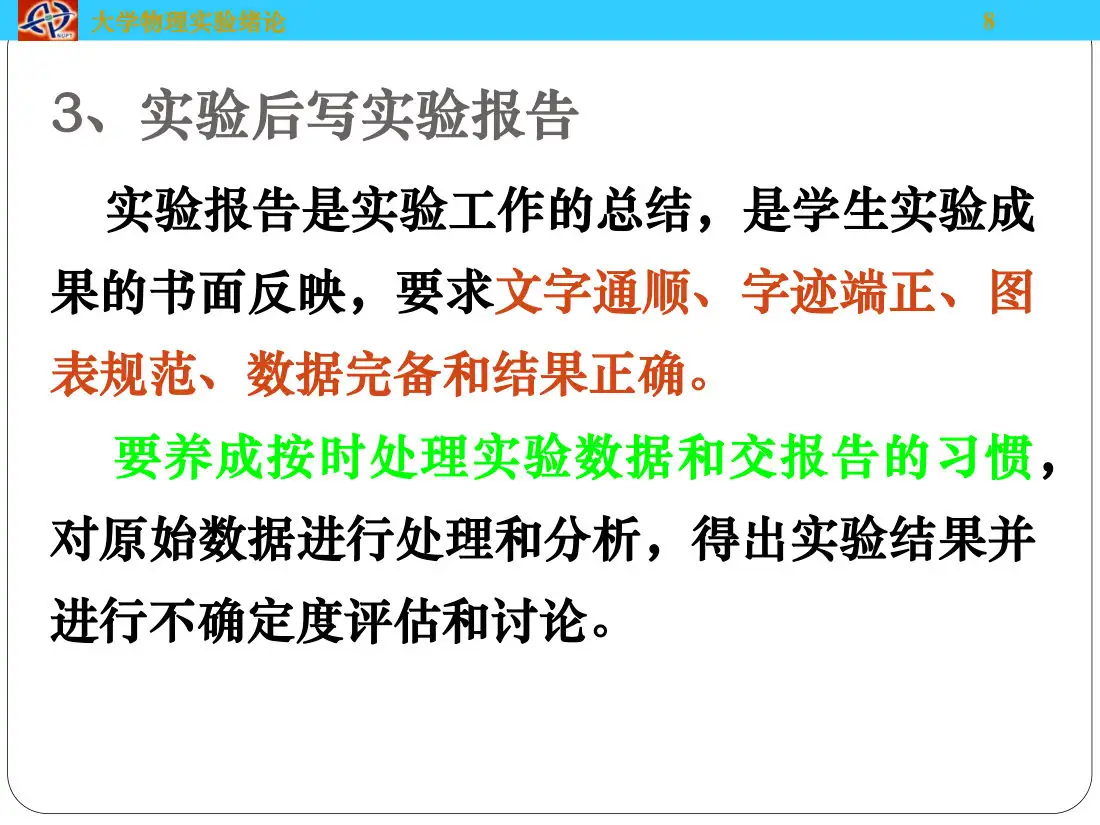 大学物理实验绪论 8
NUPT
3、实验后写实验报告
实验报告是实验工作的总结，是学生实验成
果的书面反映，要求文字通顺、字迹端正、图
表规范、数据完备和结果正确。
要养成按时处理实验数据和交报告的习惯，
对原始数据进行处理和分析，得出实验结果并
进行不确定度评估和讨论。